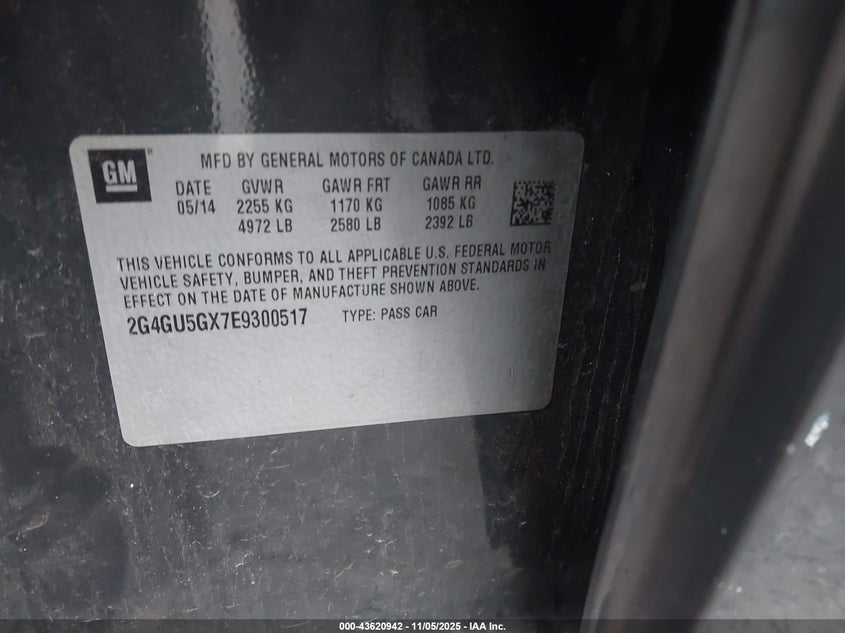 GM
MFD BY GENERAL MOTORS OF CANADA LTD.
DATE GVWR GAWR FRT GAWR RR
05/14 2255 KG 1170 KG 1085 KG
4972 LB 2580 LB 2392 LB
THIS VEHICLE CONFORMS TO ALL APPLICABLE U.S. FEDERAL MOTOR
VEHICLE SAFETY, BUMPER, AND THEFT PREVENTION STANDARDS IN
EFFECT ON THE DATE OF MANUFACTURE SHOWN ABOVE.
2G4GU5GX7E9300517 TYPE: PASS CAR
000-43620942 - 11/05/2025 - IAA Inc.